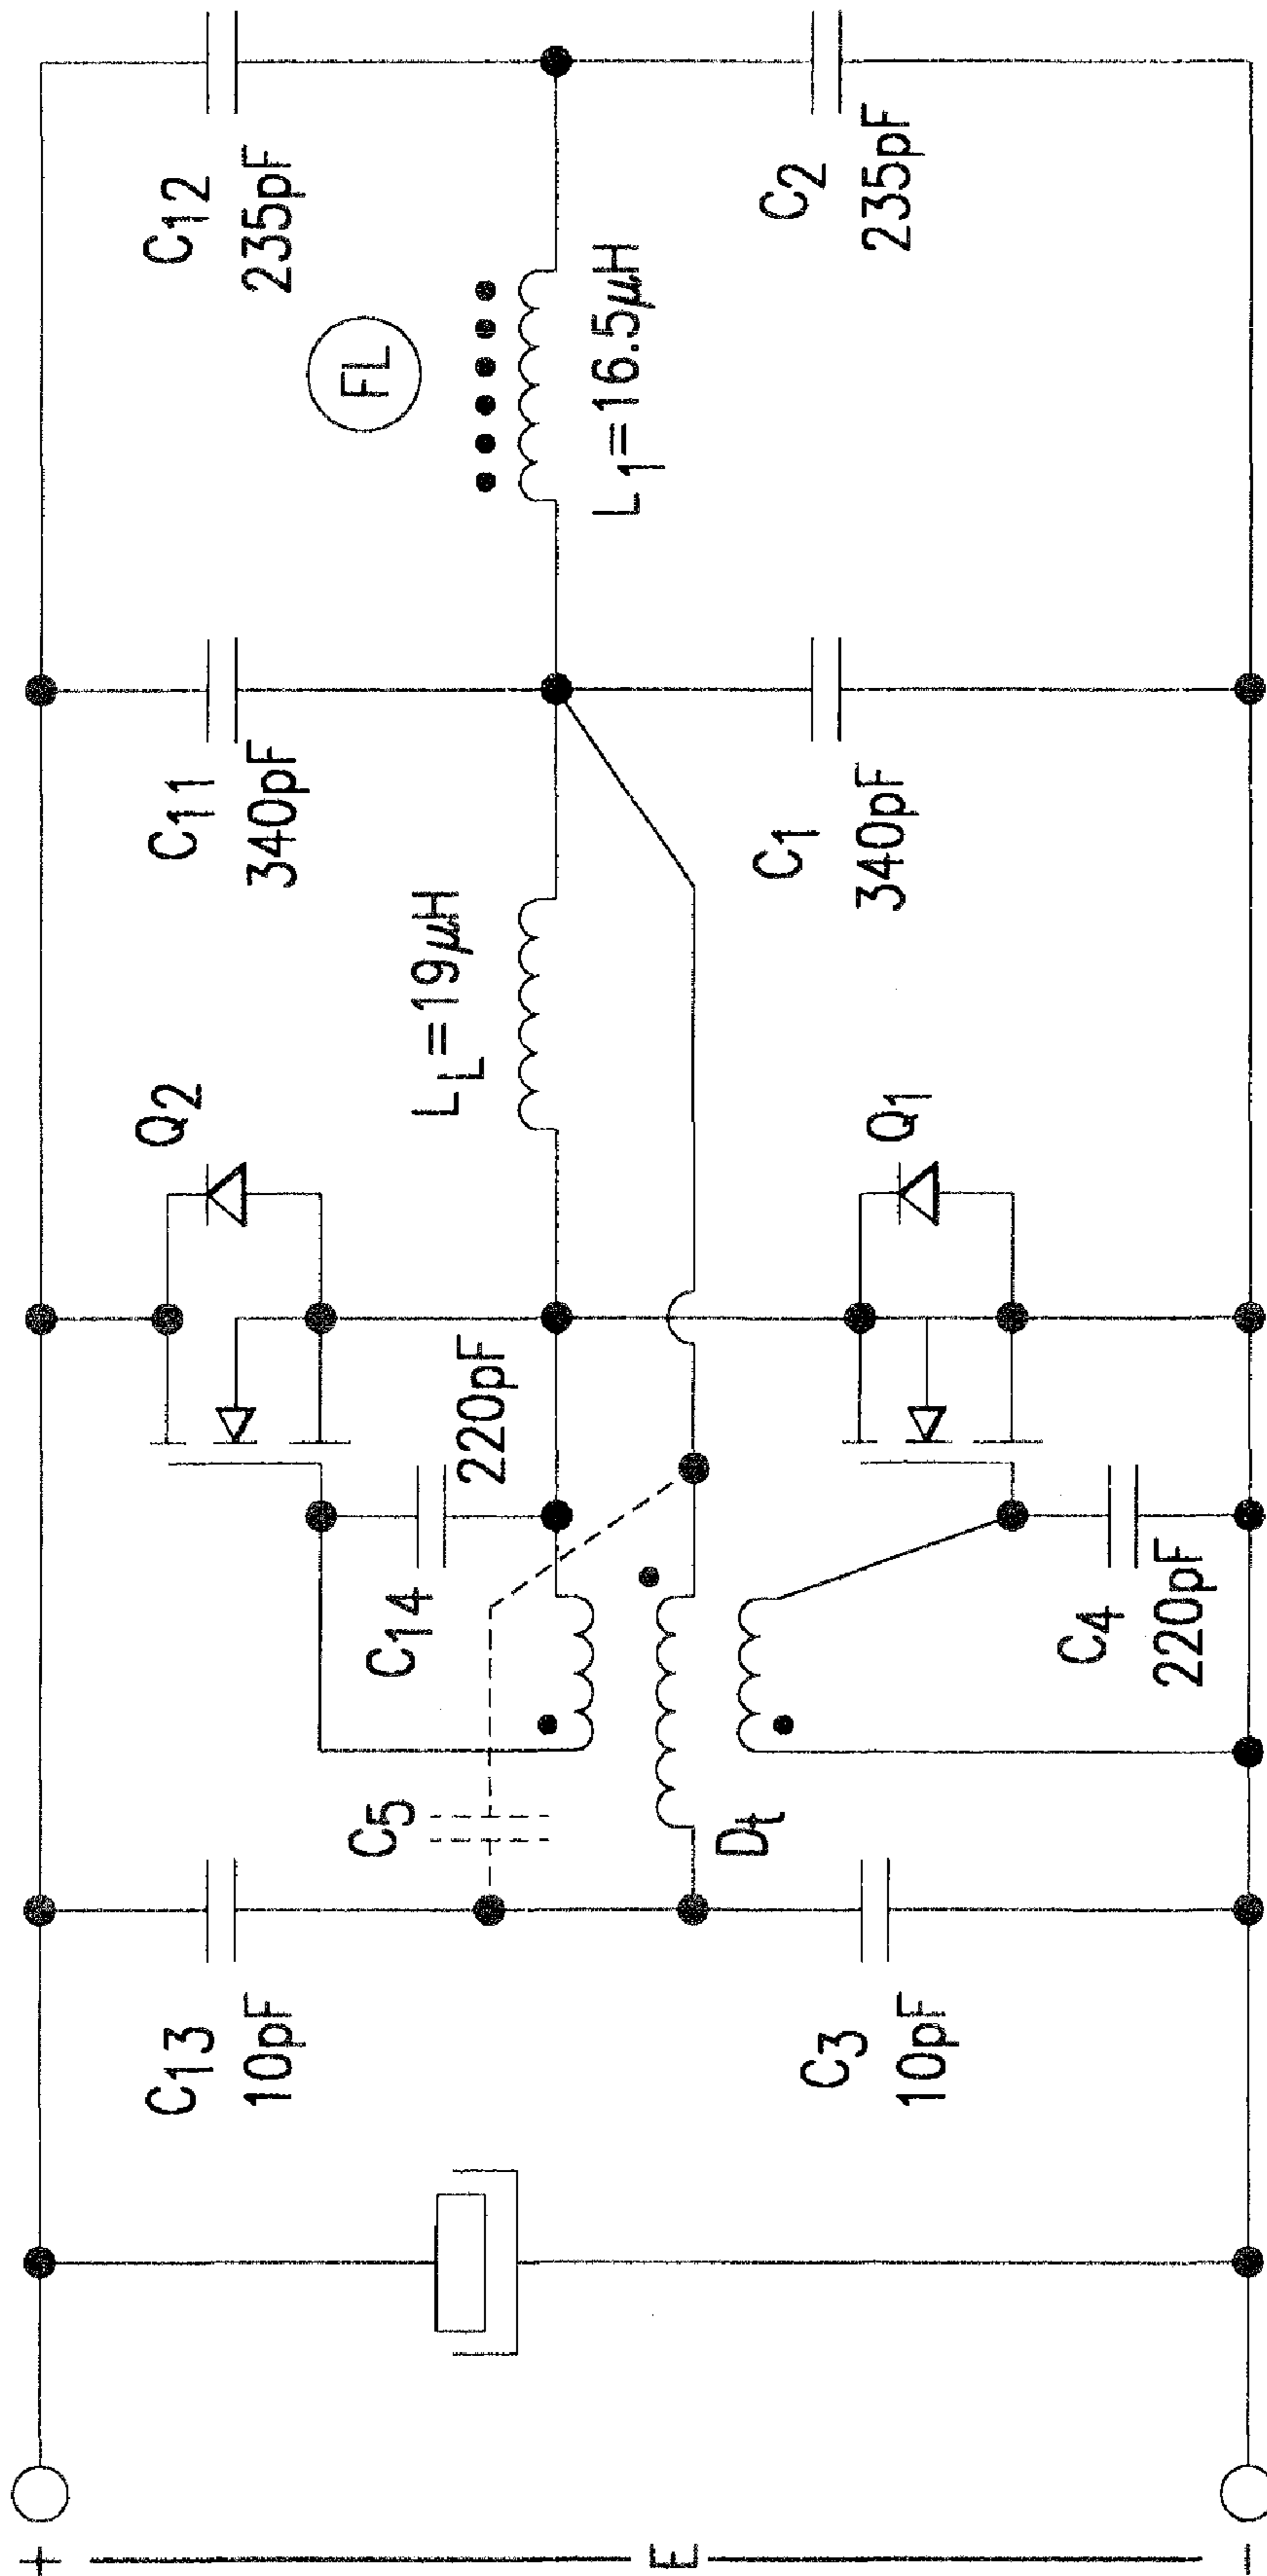 +
E
−
C13
10pF
C3
10pF
C5
Dt
C14
220pF
C4
220pF
Q2
Q1
LL=19µH
C11
340pF
C1
340pF
FL
L1=16.5µH
C12
235pF
C2
235pF